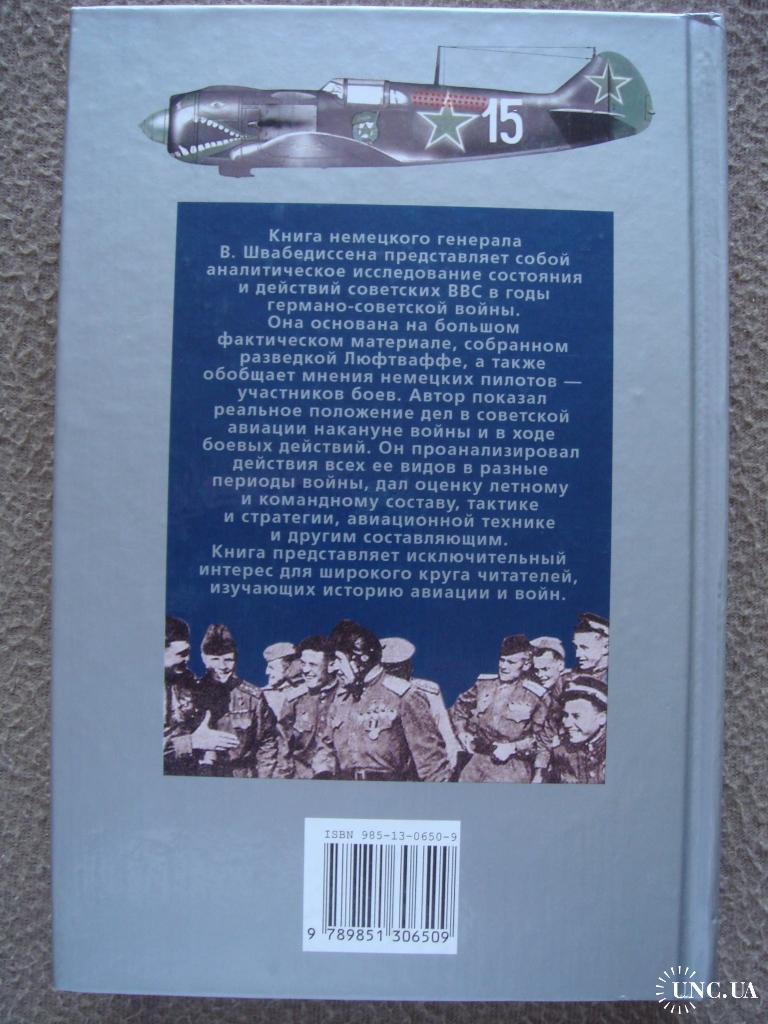 15
Книга немецкого генерала
В. Швабедиссена представляет собой
аналитическое исследование состояния
и действий советских ВВС в годы
германо-советской войны.
Она основана на большом
фактическом материале, собранном
разведкой Люфтваффе, а также
обобщает мнения немецких пилотов —
участников боев. Автор показал
реальное положение дел в советской
авиации накануне войны и в ходе
боевых действий. Он проанализировал
действия всех ее видов в разные
периоды войны, дал оценку летному
и командному составу, тактике
и стратегии, авиационной технике
и другим составляющим.
Книга представляет исключительный
интерес для широкого круга читателей,
изучающих историю авиации и войн.
ISBN 985-13-0650-9
9 789851 306509
UNC.UA